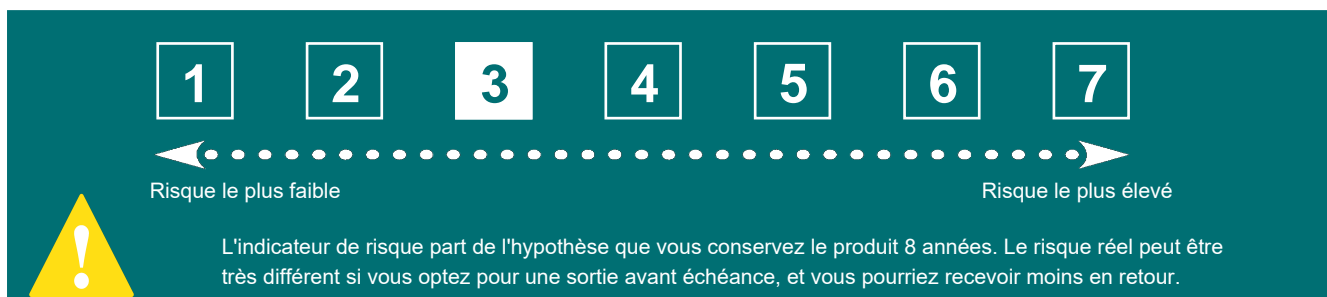 1 2 3 4 5 6 7
Risque le plus faible Risque le plus élevé
!
L'indicateur de risque part de l'hypothèse que vous conservez le produit 8 années. Le risque réel peut être
très différent si vous optez pour une sortie avant échéance, et vous pourriez recevoir moins en retour.